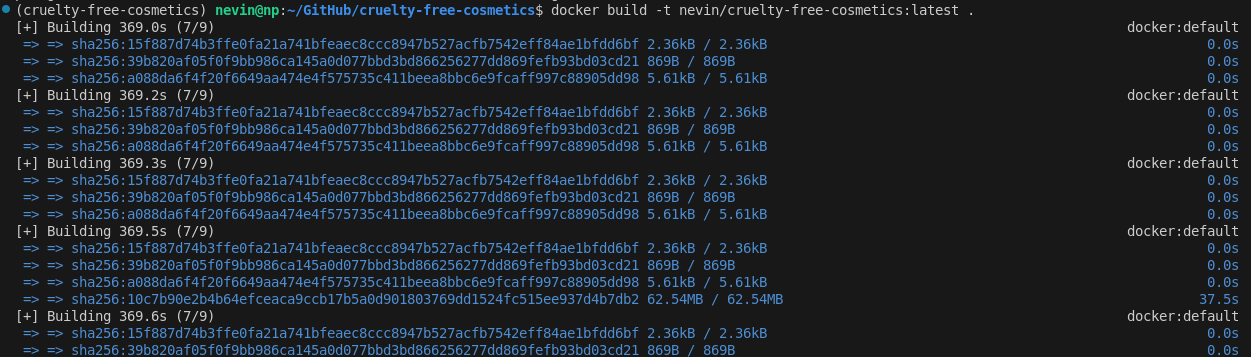 (cruelty-free-cosmetics) nevin@np:~/GitHub/cruelty-free-cosmetics$ docker build -t nevin/cruelty-free-cosmetics:latest .
[+] Building 369.0s (7/9) docker:default
=> => sha256:15f887d74b3ffe0fa21a741bfeaec8ccc8947b527acfb7542eff84ae1bfdd6bf 2.36kB / 2.36kB 0.0s
=> => sha256:39b820af05f0f9bb986ca145a0d077bbd3bd866256277dd869fefb93bd03cd21 869B / 869B 0.0s
=> => sha256:a088da6f4f20f6649aa474e4f575735c411beea8bbc6e9fcaff997c88905dd98 5.61kB / 5.61kB 0.0s
[+] Building 369.2s (7/9) docker:default
=> => sha256:15f887d74b3ffe0fa21a741bfeaec8ccc8947b527acfb7542eff84ae1bfdd6bf 2.36kB / 2.36kB 0.0s
=> => sha256:39b820af05f0f9bb986ca145a0d077bbd3bd866256277dd869fefb93bd03cd21 869B / 869B 0.0s
=> => sha256:a088da6f4f20f6649aa474e4f575735c411beea8bbc6e9fcaff997c88905dd98 5.61kB / 5.61kB 0.0s
[+] Building 369.3s (7/9) docker:default
=> => sha256:15f887d74b3ffe0fa21a741bfeaec8ccc8947b527acfb7542eff84ae1bfdd6bf 2.36kB / 2.36kB 0.0s
=> => sha256:39b820af05f0f9bb986ca145a0d077bbd3bd866256277dd869fefb93bd03cd21 869B / 869B 0.0s
=> => sha256:a088da6f4f20f6649aa474e4f575735c411beea8bbc6e9fcaff997c88905dd98 5.61kB / 5.61kB 0.0s
[+] Building 369.5s (7/9) docker:default
=> => sha256:15f887d74b3ffe0fa21a741bfeaec8ccc8947b527acfb7542eff84ae1bfdd6bf 2.36kB / 2.36kB 0.0s
=> => sha256:39b820af05f0f9bb986ca145a0d077bbd3bd866256277dd869fefb93bd03cd21 869B / 869B 0.0s
=> => sha256:a088da6f4f20f6649aa474e4f575735c411beea8bbc6e9fcaff997c88905dd98 5.61kB / 5.61kB 0.0s
=> => sha256:10c7b90e2b4b64efceaca9ccb17b5a0d901803769dd1524fc515ee937d4b7db2 62.54MB / 62.54MB 37.5s
[+] Building 369.6s (7/9) docker:default
=> => sha256:15f887d74b3ffe0fa21a741bfeaec8ccc8947b527acfb7542eff84ae1bfdd6bf 2.36kB / 2.36kB 0.0s
=> => sha256:39b820af05f0f9bb986ca145a0d077bbd3bd866256277dd869fefb93bd03cd21 869B / 869B 0.0s